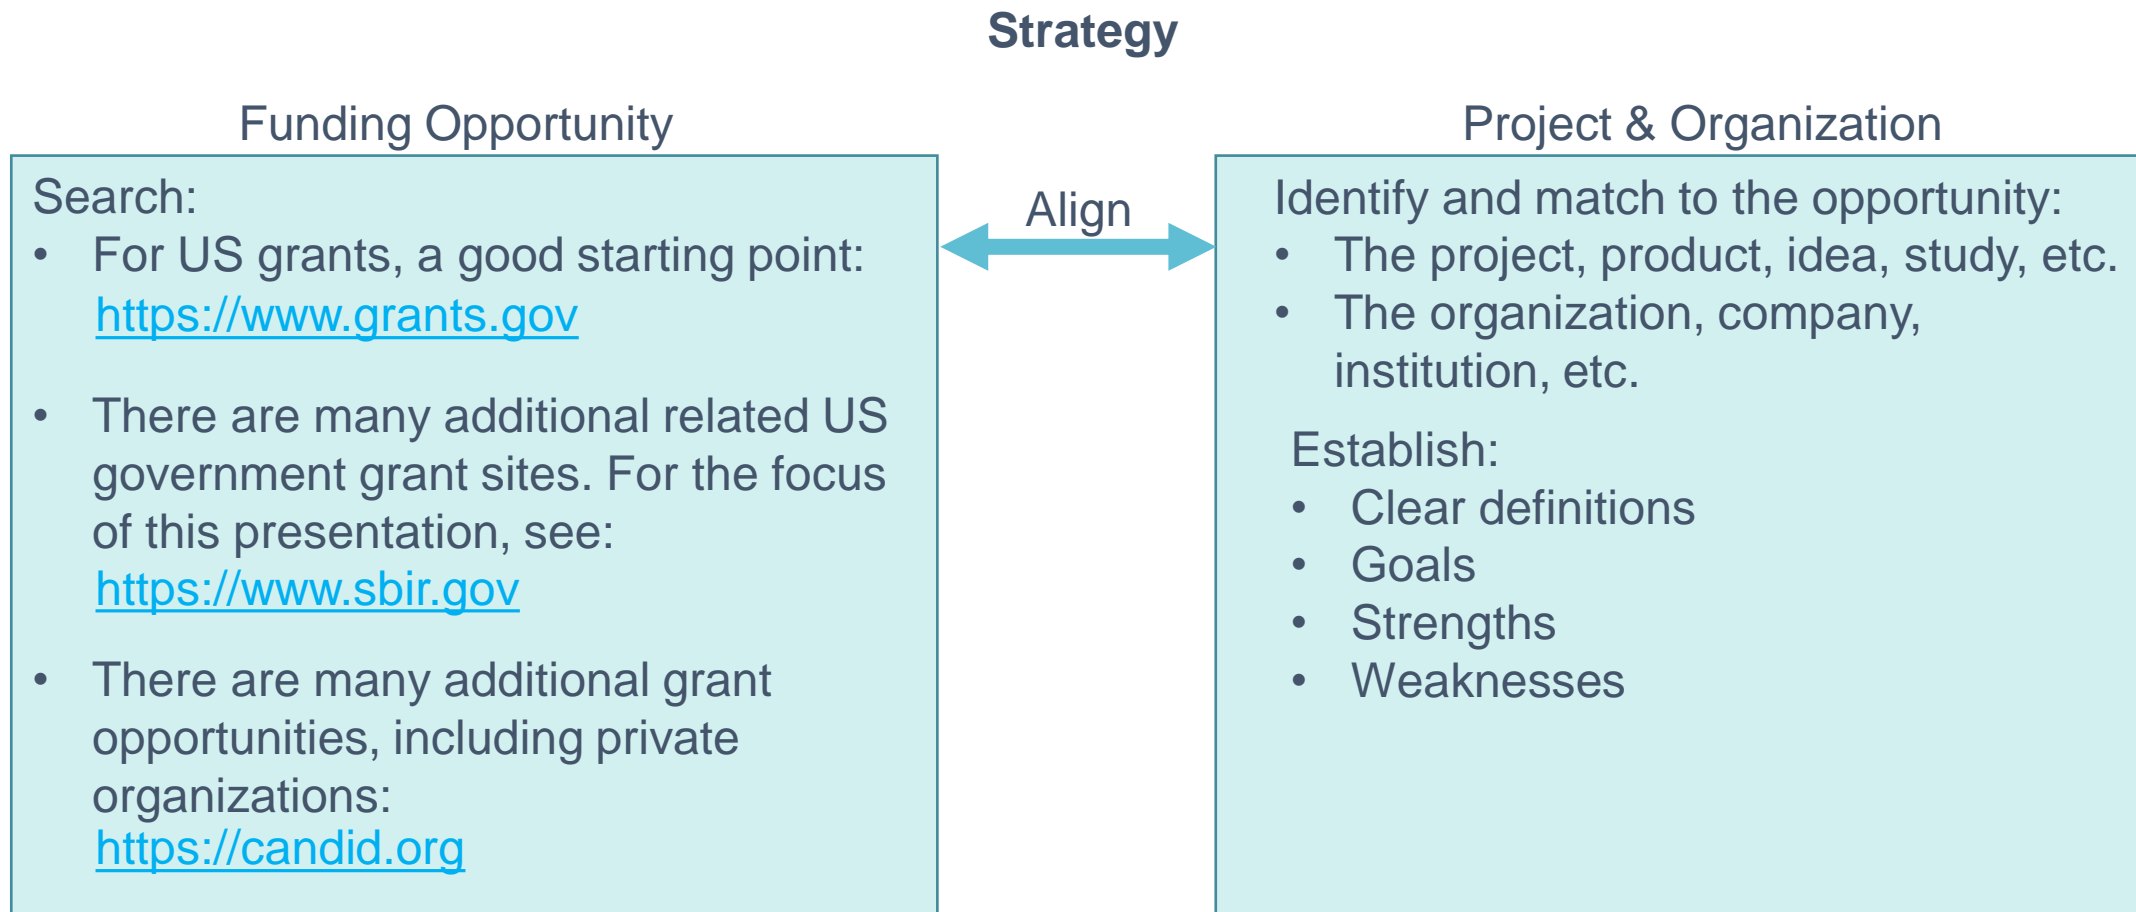 Strategy
Funding Opportunity
Search:
• For US grants, a good starting point:
https://www.grants.gov
• There are many additional related US
government grant sites. For the focus
of this presentation, see:
https://www.sbir.gov
• There are many additional grant
opportunities, including private
organizations:
https://candid.org
Align
Project & Organization
Identify and match to the opportunity:
• The project, product, idea, study, etc.
• The organization, company,
institution, etc.
Establish:
• Clear definitions
• Goals
• Strengths
• Weaknesses